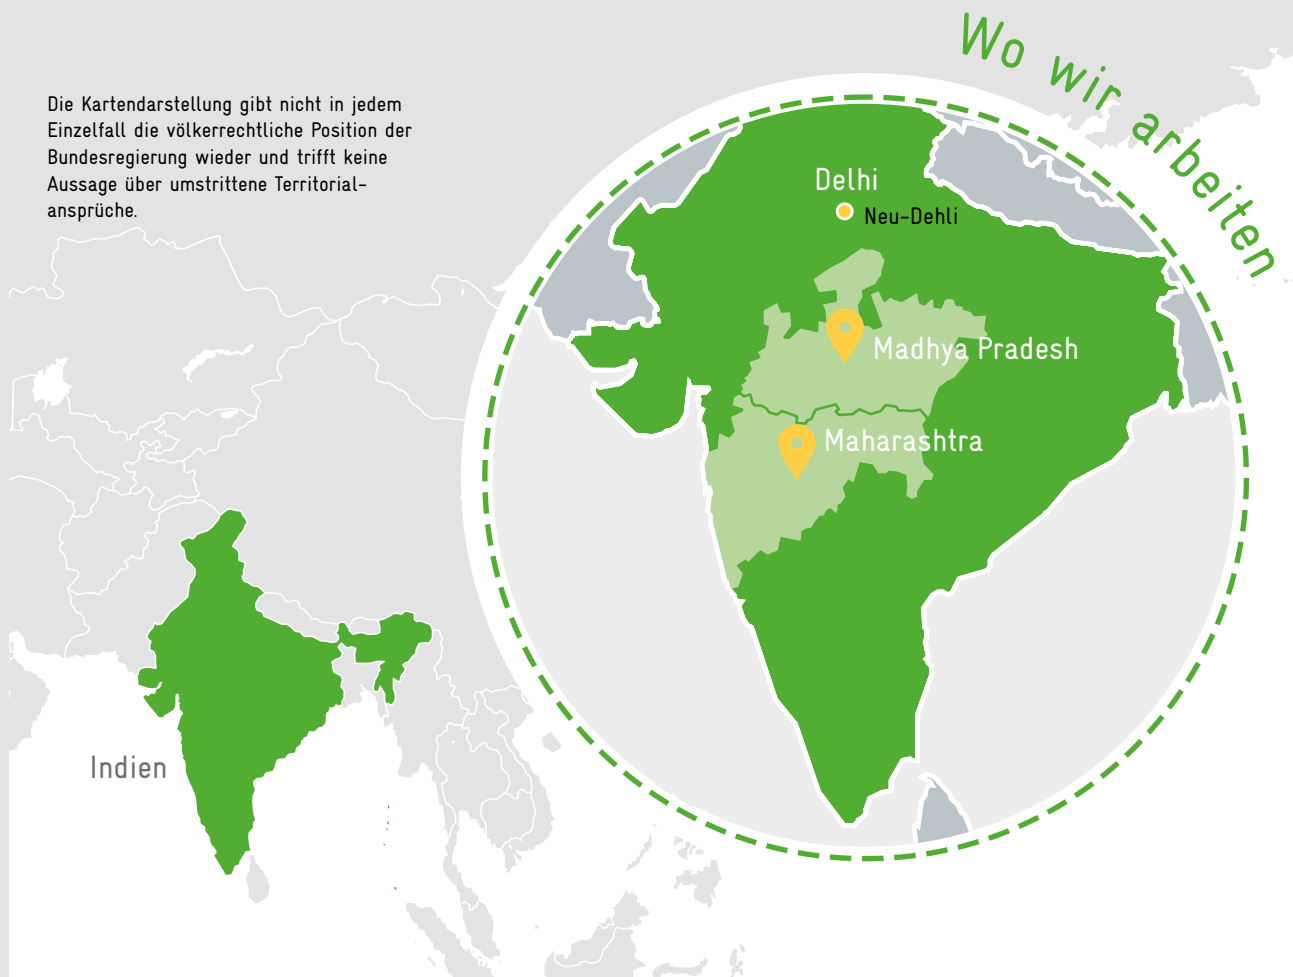 Wo wir arbeiten
Die Kartendarstellung gibt nicht in jedem
Einzelfall die völkerrechtliche Position der
Bundesregierung wieder und trifft keine
Aussage über umstrittene Territorial-
ansprüche.
Delhi
Neu-Dehli
Madhya Pradesh
Maharashtra
Indien